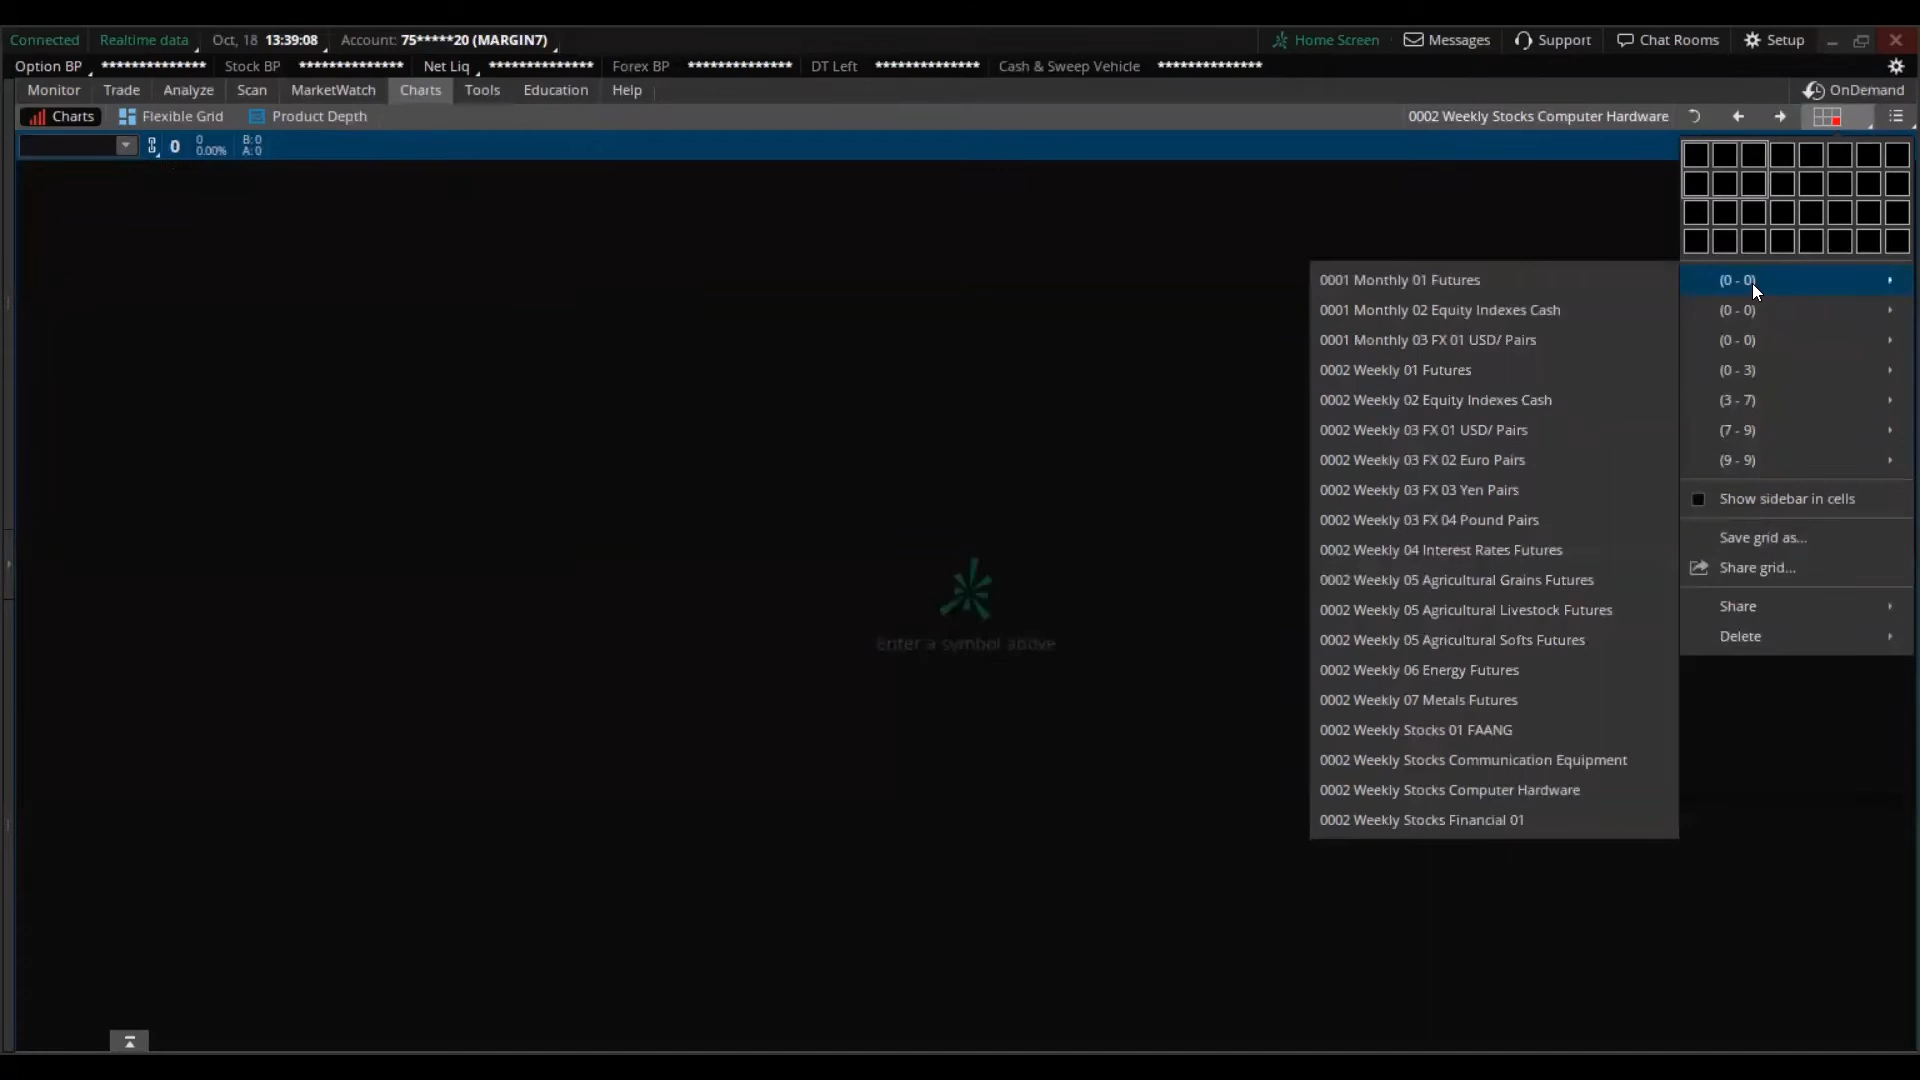 Connected Realtime data Oct, 18 13:39:08 Account: 75*****20 (MARGIN7) Home Screen Messages Support Chat Rooms Setup
Option BP ************** Stock BP ************** Net Liq ************** Forex BP ************** DT Left ************** Cash & Sweep Vehicle **************
Monitor Trade Analyze Scan MarketWatch Charts Tools Education Help OnDemand
Charts Flexible Grid Product Depth 0002 Weekly Stocks Computer Hardware
0 0 B: 0
0.00% A: 0
0001 Monthly 01 Futures (0 - 0)
0001 Monthly 02 Equity Indexes Cash (0 - 0)
0001 Monthly 03 FX 01 USD/ Pairs (0 - 0)
0002 Weekly 01 Futures (0 - 3)
0002 Weekly 02 Equity Indexes Cash (3 - 7)
0002 Weekly 03 FX 01 USD/ Pairs (7 - 9)
0002 Weekly 03 FX 02 Euro Pairs (9 - 9)
0002 Weekly 03 FX 03 Yen Pairs Show sidebar in cells
0002 Weekly 03 FX 04 Pound Pairs Save grid as...
0002 Weekly 04 Interest Rates Futures Share grid...
0002 Weekly 05 Agricultural Grains Futures
0002 Weekly 05 Agricultural Livestock Futures Share
0002 Weekly 05 Agricultural Softs Futures Delete
Enter a symbol above
0002 Weekly 06 Energy Futures
0002 Weekly 07 Metals Futures
0002 Weekly Stocks 01 FAANG
0002 Weekly Stocks Communication Equipment
0002 Weekly Stocks Computer Hardware
0002 Weekly Stocks Financial 01